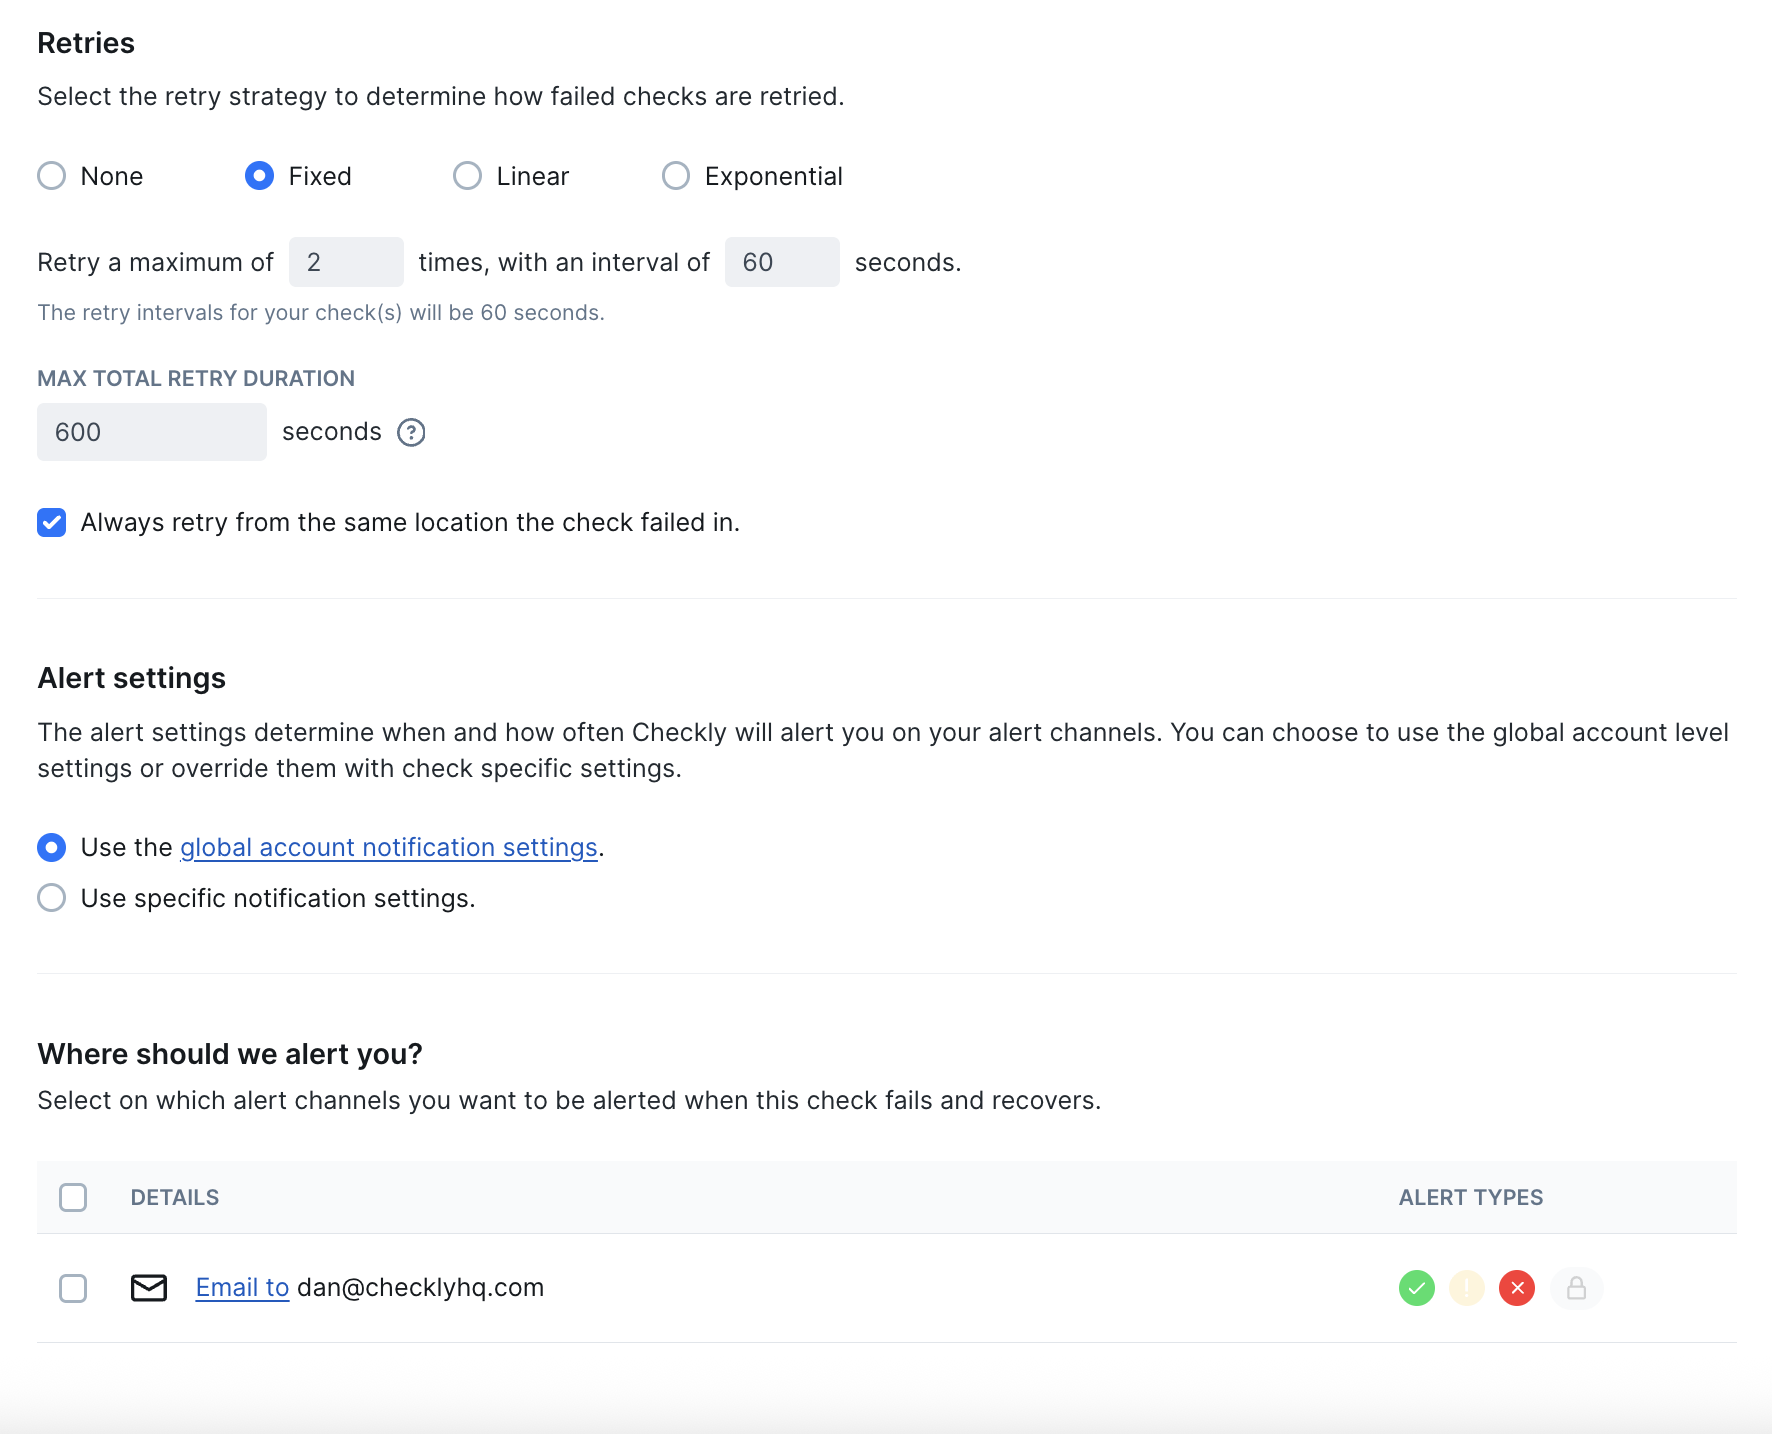 Retries
Select the retry strategy to determine how failed checks are retried.
None Fixed Linear Exponential
Retry a maximum of 2 times, with an interval of 60 seconds.
The retry intervals for your check(s) will be 60 seconds.
MAX TOTAL RETRY DURATION
600 seconds ?
Always retry from the same location the check failed in.
Alert settings
The alert settings determine when and how often Checkly will alert you on your alert channels. You can choose to use the global account level
settings or override them with check specific settings.
Use the global account notification settings.
Use specific notification settings.
Where should we alert you?
Select on which alert channels you want to be alerted when this check fails and recovers.
DETAILS ALERT TYPES
Email to dan@checklyhq.com